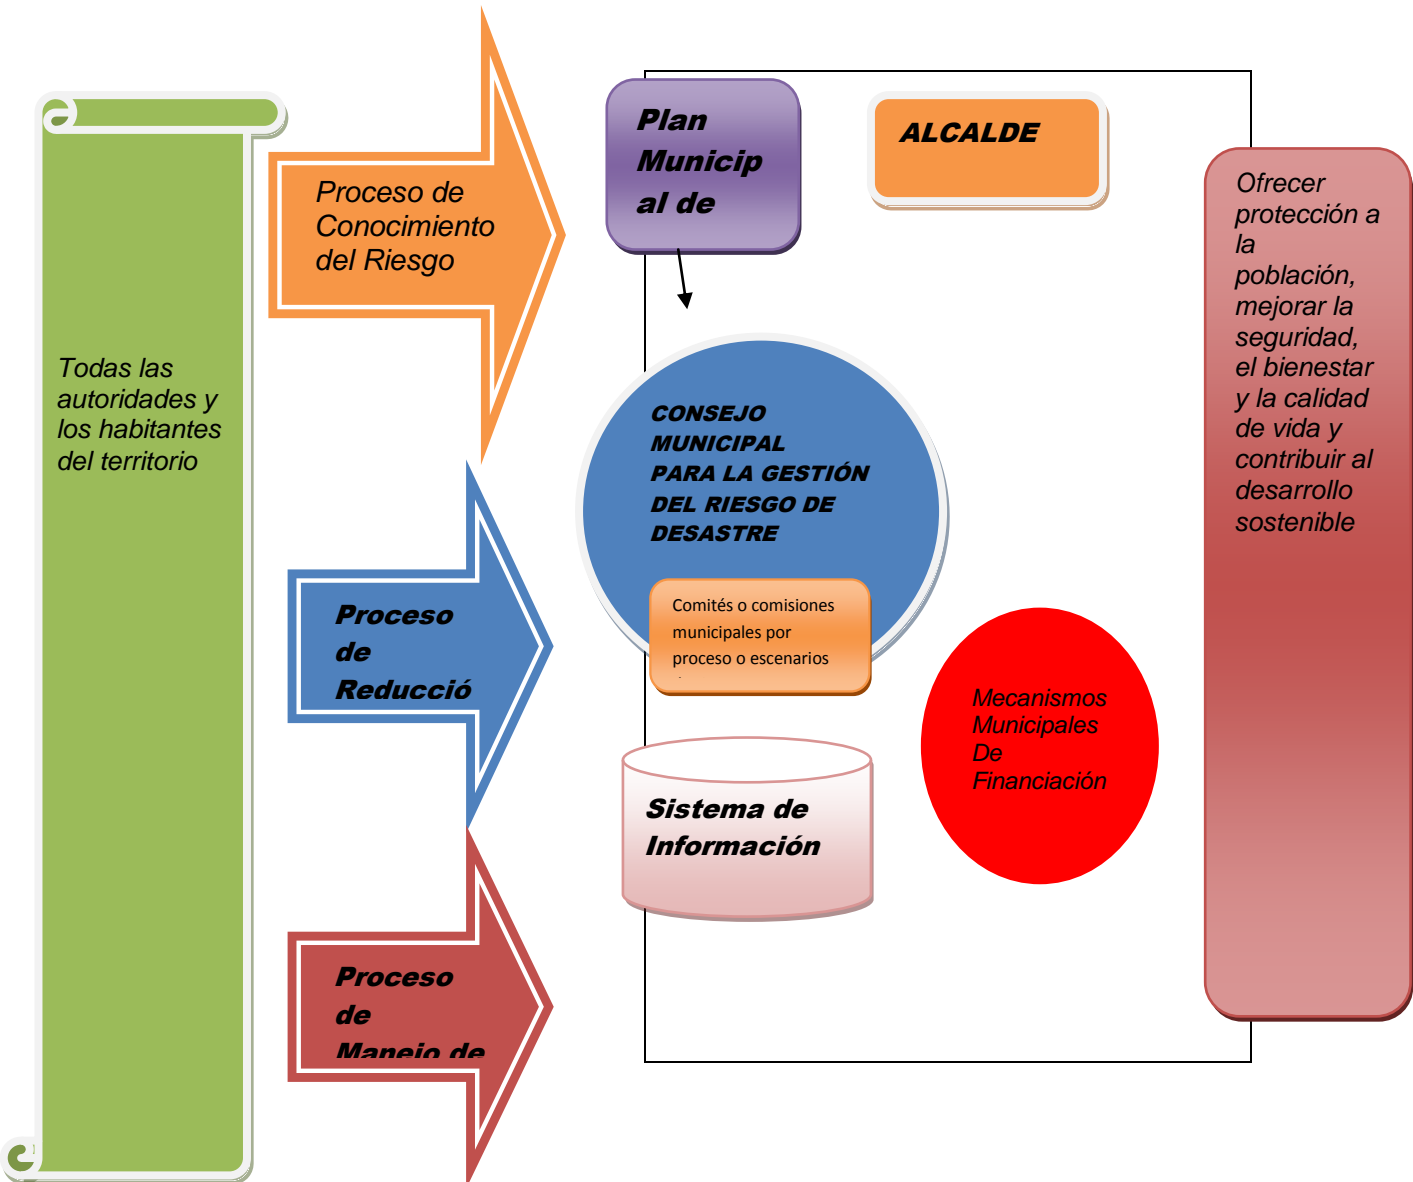 Todas las
autoridades y
los habitantes
del territorio
Proceso de
Conocimiento
del Riesgo
Proceso
de
Reducció
Proceso
de
Manejo de
Plan
Municip
al de
ALCALDE
CONSEJO
MUNICIPAL
PARA LA GESTIÓN
DEL RIESGO DE
DESASTRE
Comités o comisiones
municipales por
proceso o escenarios
Sistema de
Información
Mecanismos
Municipales
De
Financiación
Ofrecer
protección a
la
población,
mejorar la
seguridad,
el bienestar
y la calidad
de vida y
contribuir al
desarrollo
sostenible